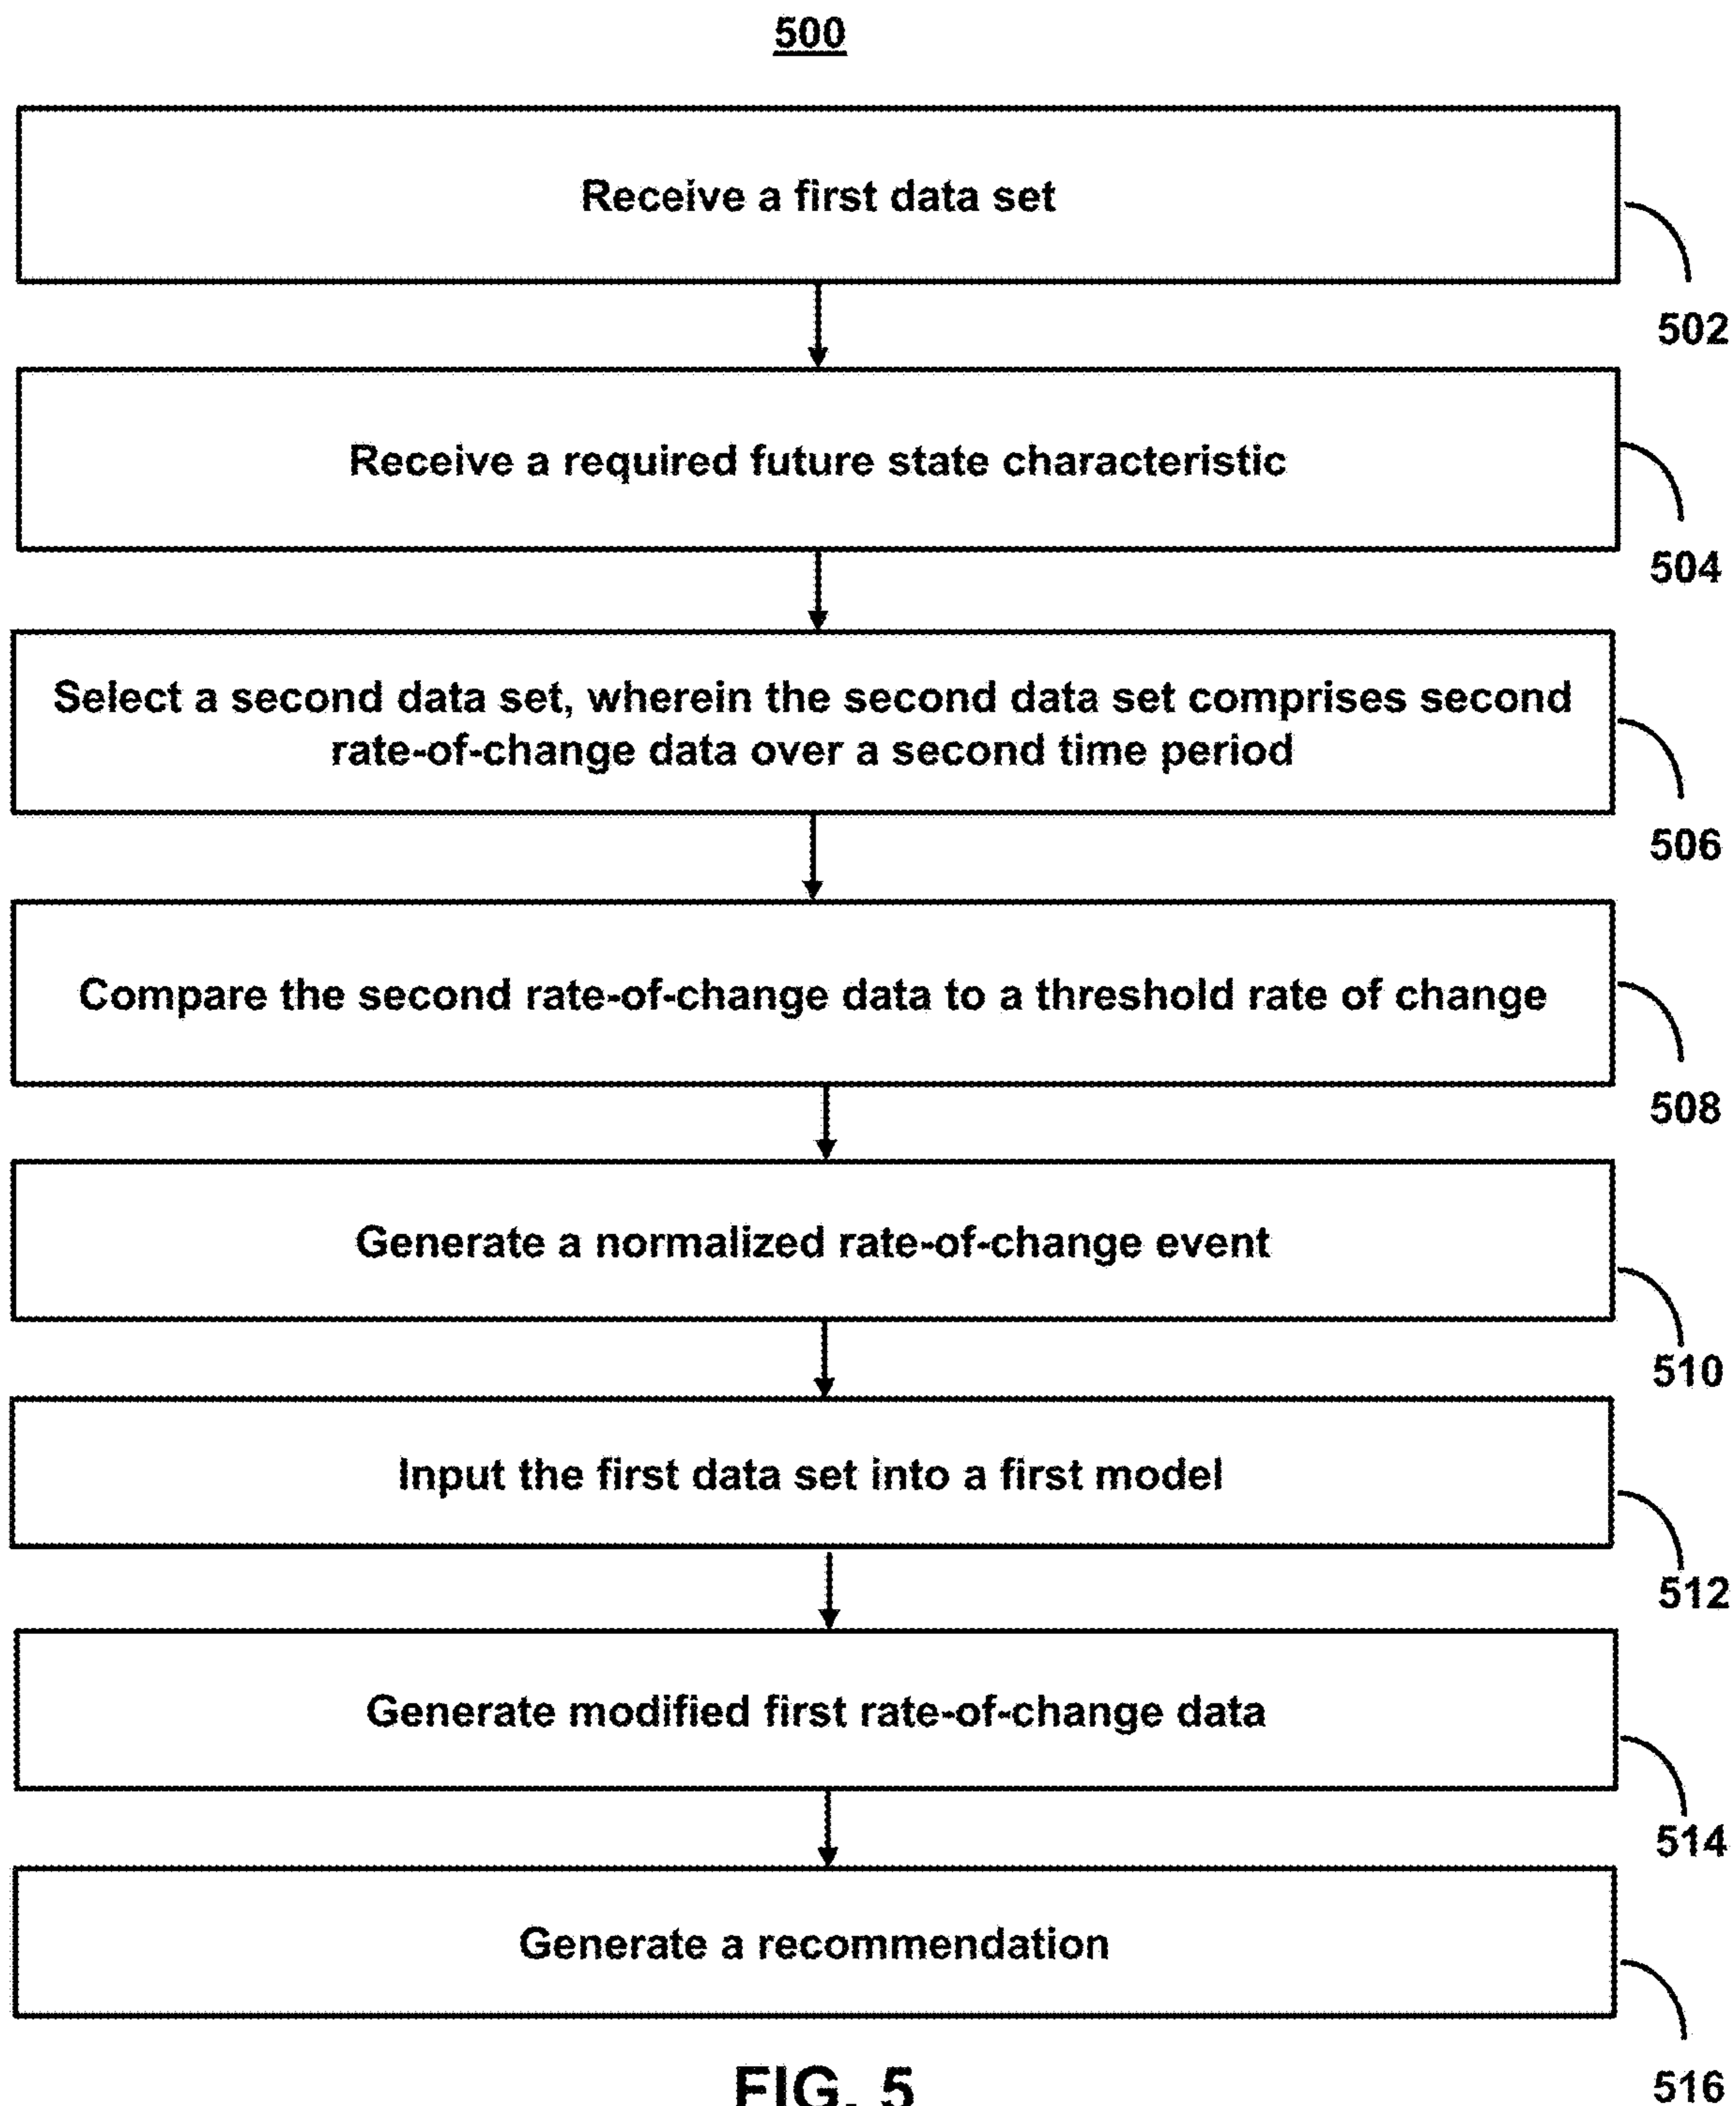 500
Receive a first data set
502
Receive a required future state characteristic
504
Select a second data set, wherein the second data set comprises second
rate-of-change data over a second time period
506
Compare the second rate-of-change data to a threshold rate of change
508
Generate a normalized rate-of-change event
510
Input the first data set into a first model
512
Generate modified first rate-of-change data
514
Generate a recommendation
516
FIG. 5